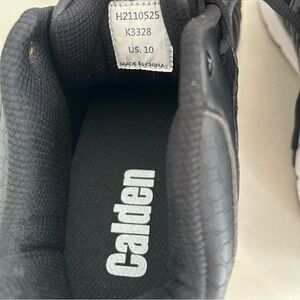 H2110525
K3328
US. 10
MADE IN CHINA
Calden